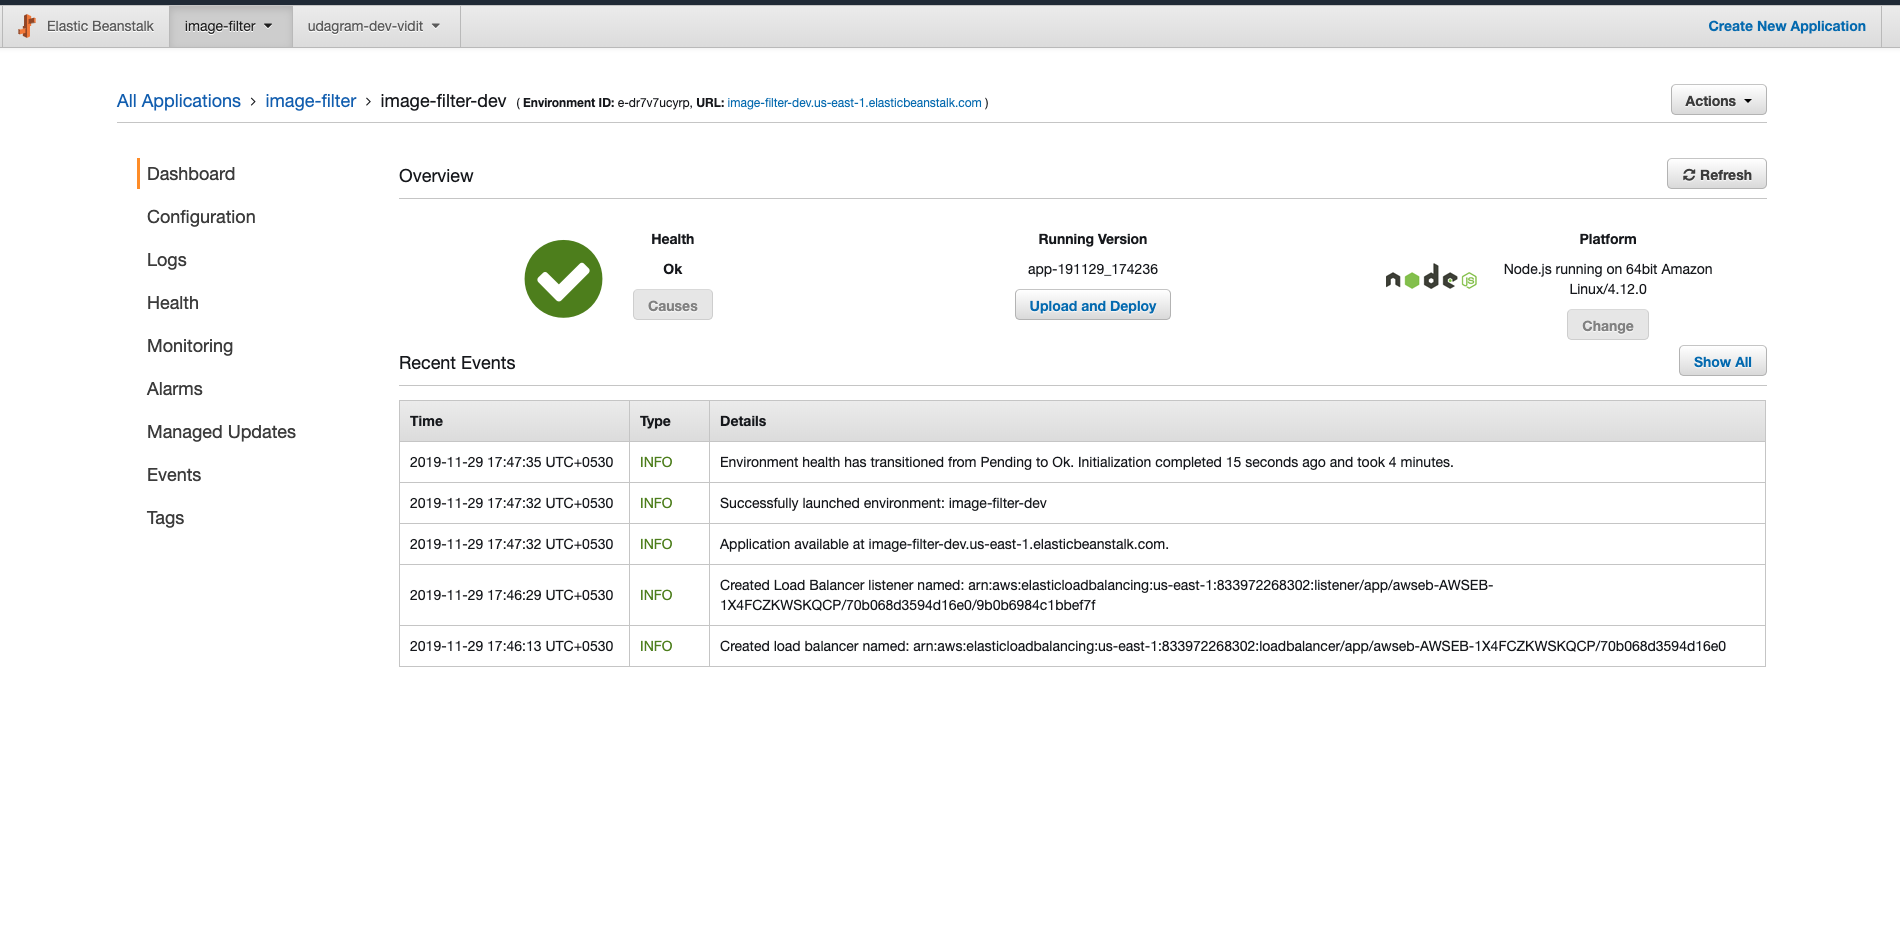 Elastic Beanstalk
image-filter
udagram-dev-vidit
Create New Application
All Applications > image-filter > image-filter-dev ( Environment ID: e-dr7v7ucyrp, URL: image-filter-dev.us-east-1.elasticbeanstalk.com )
Actions
Dashboard
Configuration
Logs
Health
Monitoring
Alarms
Managed Updates
Events
Tags
Overview
Refresh
Health
Ok
Causes
Running Version
app-191129_174236
Upload and Deploy
node JS
Platform
Node.js running on 64bit Amazon
Linux/4.12.0
Change
Recent Events
Show All
Time Type Details
2019-11-29 17:47:35 UTC+0530 INFO Environment health has transitioned from Pending to Ok. Initialization completed 15 seconds ago and took 4 minutes.
2019-11-29 17:47:32 UTC+0530 INFO Successfully launched environment: image-filter-dev
2019-11-29 17:47:32 UTC+0530 INFO Application available at image-filter-dev.us-east-1.elasticbeanstalk.com.
2019-11-29 17:46:29 UTC+0530 INFO Created Load Balancer listener named: arn:aws:elasticloadbalancing:us-east-1:833972268302:listener/app/awseb-AWSEB-
1X4FCZKWSKQCP/70b068d3594d16e0/9b0b6984c1bbef7f
2019-11-29 17:46:13 UTC+0530 INFO Created load balancer named: arn:aws:elasticloadbalancing:us-east-1:833972268302:loadbalancer/app/awseb-AWSEB-1X4FCZKWSKQCP/70b068d3594d16e0